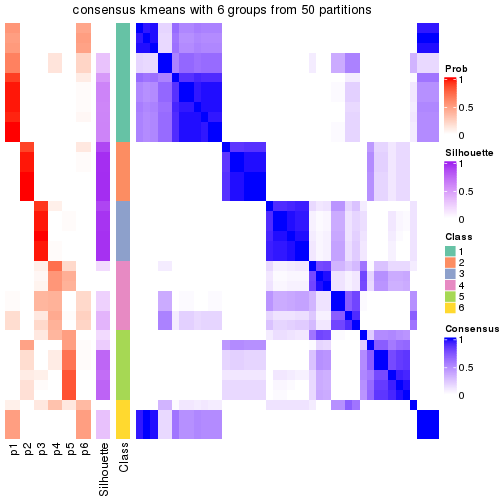 consensus kmeans with 6 groups from 50 partitions
Prob
1
0.5
0
Silhouette
1
0.5
0
Class
1
2
3
4
5
6
Consensus
1
0.5
0
p1
p2
p3
p4
p5
p6
Silhouette
Class